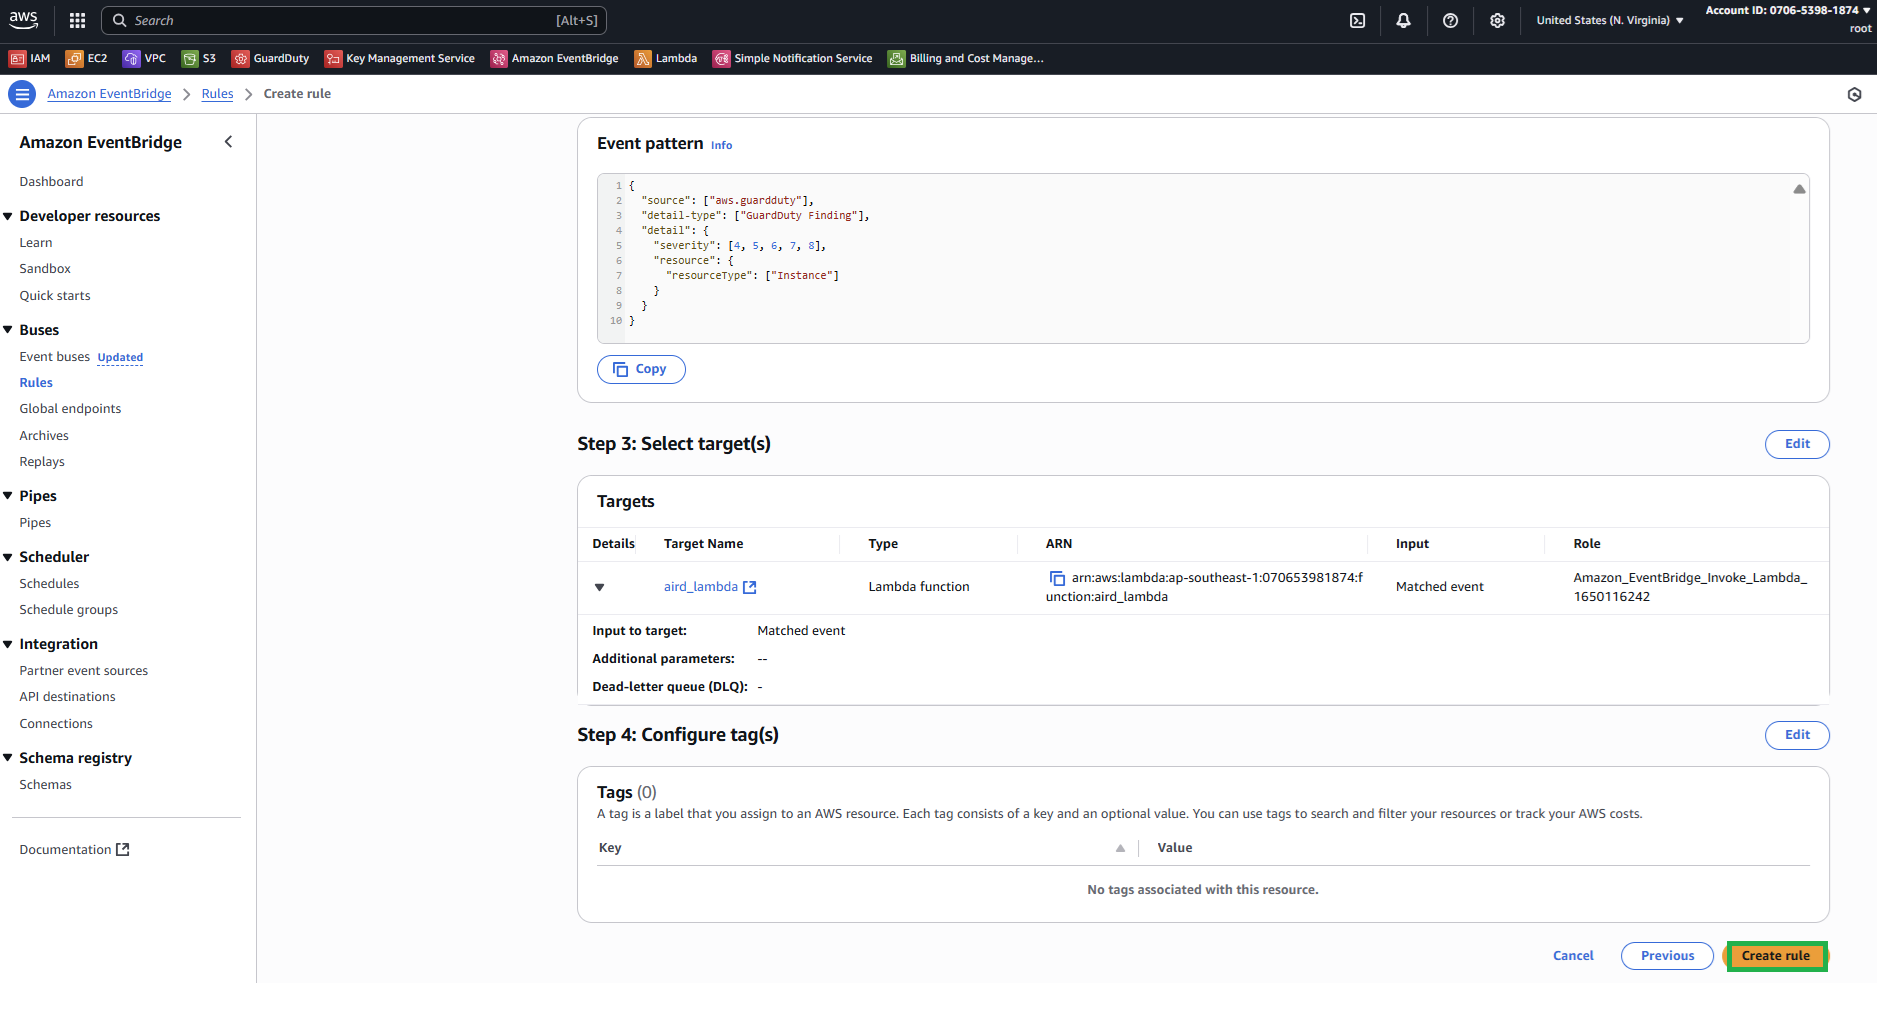 aws
Search [Alt+S]
United States (N. Virginia)
Account ID: 0706-5398-1874
root
IAM EC2 VPC S3 GuardDuty Key Management Service Amazon EventBridge Lambda Simple Notification Service Billing and Cost Manage...
Amazon EventBridge Rules Create rule
Amazon EventBridge
Dashboard
Developer resources
Learn
Sandbox
Quick starts
Buses
Event buses Updated
Rules
Global endpoints
Archives
Replays
Pipes
Pipes
Scheduler
Schedules
Schedule groups
Integration
Partner event sources
API destinations
Connections
Schema registry
Schemas
Documentation
Event pattern Info
1 {
2 "source": ["aws.guardduty"],
3 "detail-type": ["GuardDuty Finding"],
4 "detail": {
5 "severity": [4, 5, 6, 7, 8],
6 "resource": {
7 "resourceType": ["Instance"]
8 }
9 }
10 }
Copy
Step 3: Select target(s) Edit
Targets
Details Target Name Type ARN Input Role
aird_lambda Lambda function arn:aws:lambda:ap-southeast-1:070653981874:f Matched event Amazon_EventBridge_Invoke_Lambda_
unction:aird_lambda 1650116242
Input to target: Matched event
Additional parameters: --
Dead-letter queue (DLQ): -
Step 4: Configure tag(s) Edit
Tags (0)
A tag is a label that you assign to an AWS resource. Each tag consists of a key and an optional value. You can use tags to search and filter your resources or track your AWS costs.
Key Value
No tags associated with this resource.
Cancel Previous Create rule